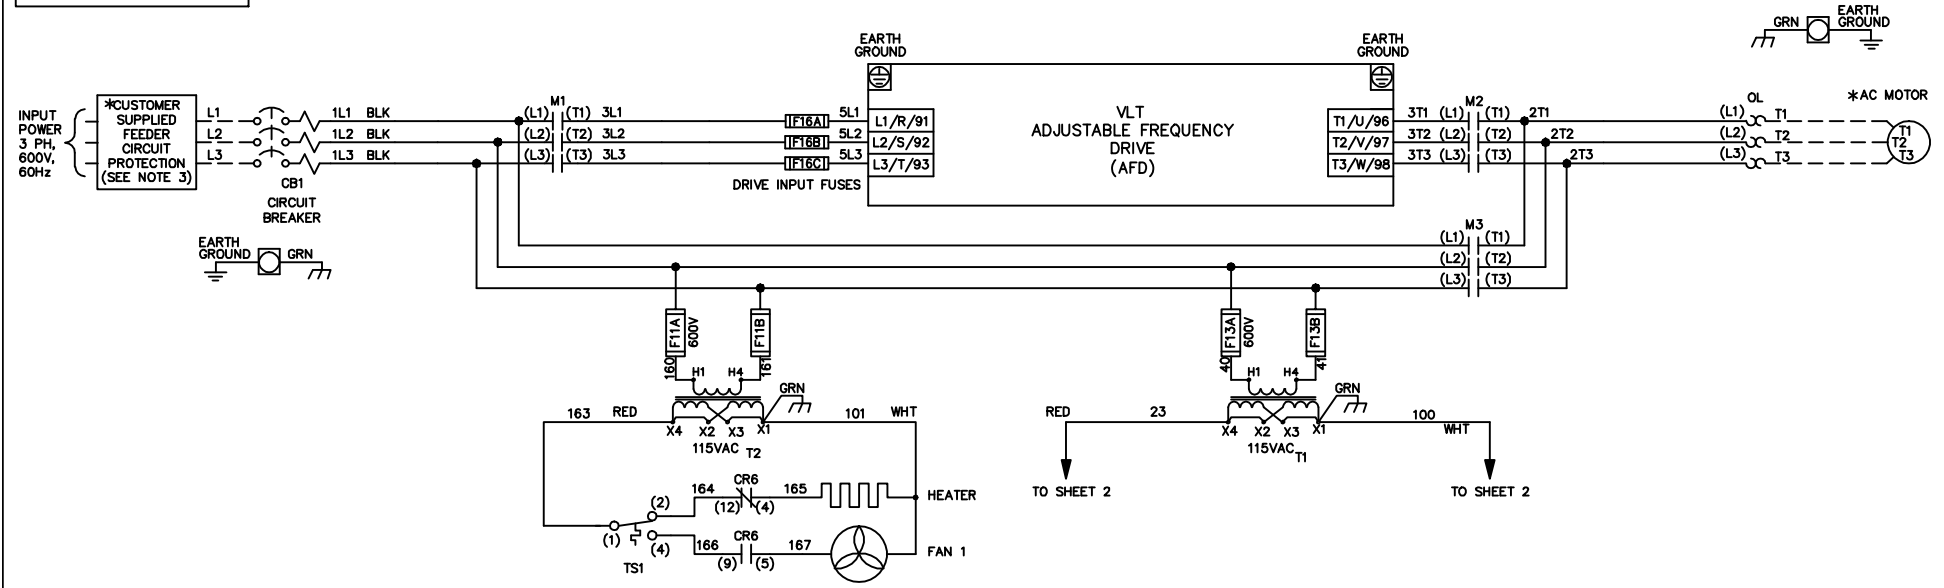 GRN
EARTH
GROUND
EARTH
GROUND
EARTH
GROUND
INPUT
POWER
3 PH,
600V,
60Hz
*CUSTOMER
SUPPLIED
FEEDER
CIRCUIT
PROTECTION
(SEE NOTE 3)
L1
L2
L3
CB1
CIRCUIT
BREAKER
1L1 BLK
1L2 BLK
1L3 BLK
M1
(L1) (T1) 3L1
(L2) (T2) 3L2
(L3) (T3) 3L3
F16A
F16B
F16C
5L1
5L2
5L3
DRIVE INPUT FUSES
L1/R/91
L2/S/92
L3/T/93
VLT
ADJUSTABLE FREQUENCY
DRIVE
(AFD)
T1/U/96
T2/V/97
T3/W/98
M2
3T1 (L1) (T1) 2T1
3T2 (L2) (T2) 2T2
3T3 (L3) (T3) 2T3
OL
(L1) T1
(L2) T2
(L3) T3
*AC MOTOR
T1
T2
T3
EARTH
GROUND
GRN
M3
(L1) (T1)
(L2) (T2)
(L3) (T3)
F11A
600V
F11B
160
161
H1 H4
GRN
163 RED
101 WHT
X4 X2 X3 X1
115VAC T2
F13A
600V
F13B
40
41
H1 H4
GRN
RED 23
100
WHT
X4 X2 X3 X1
115VAC T1
TO SHEET 2
TO SHEET 2
CR6
164 165
(12) (4)
HEATER
(2)
(1)
(4)
TS1
CR6
166 167
(9) (5)
FAN 1